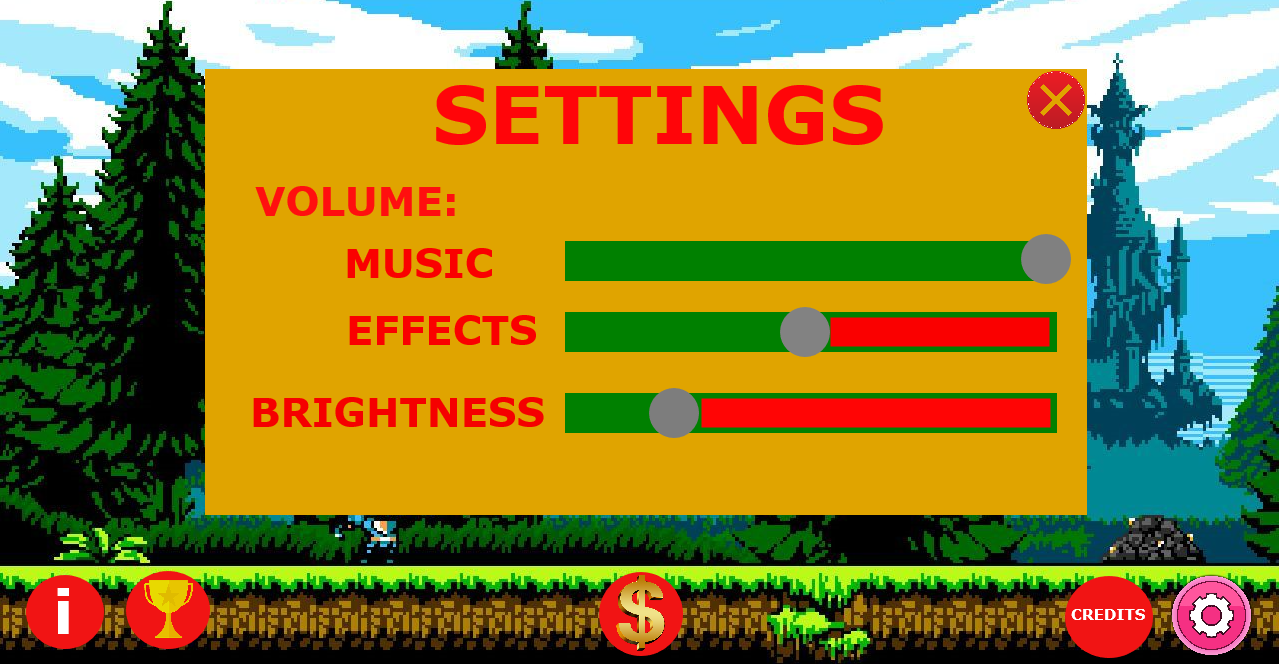 SETTINGS
VOLUME:
MUSIC
EFFECTS
BRIGHTNESS
i
$
CREDITS